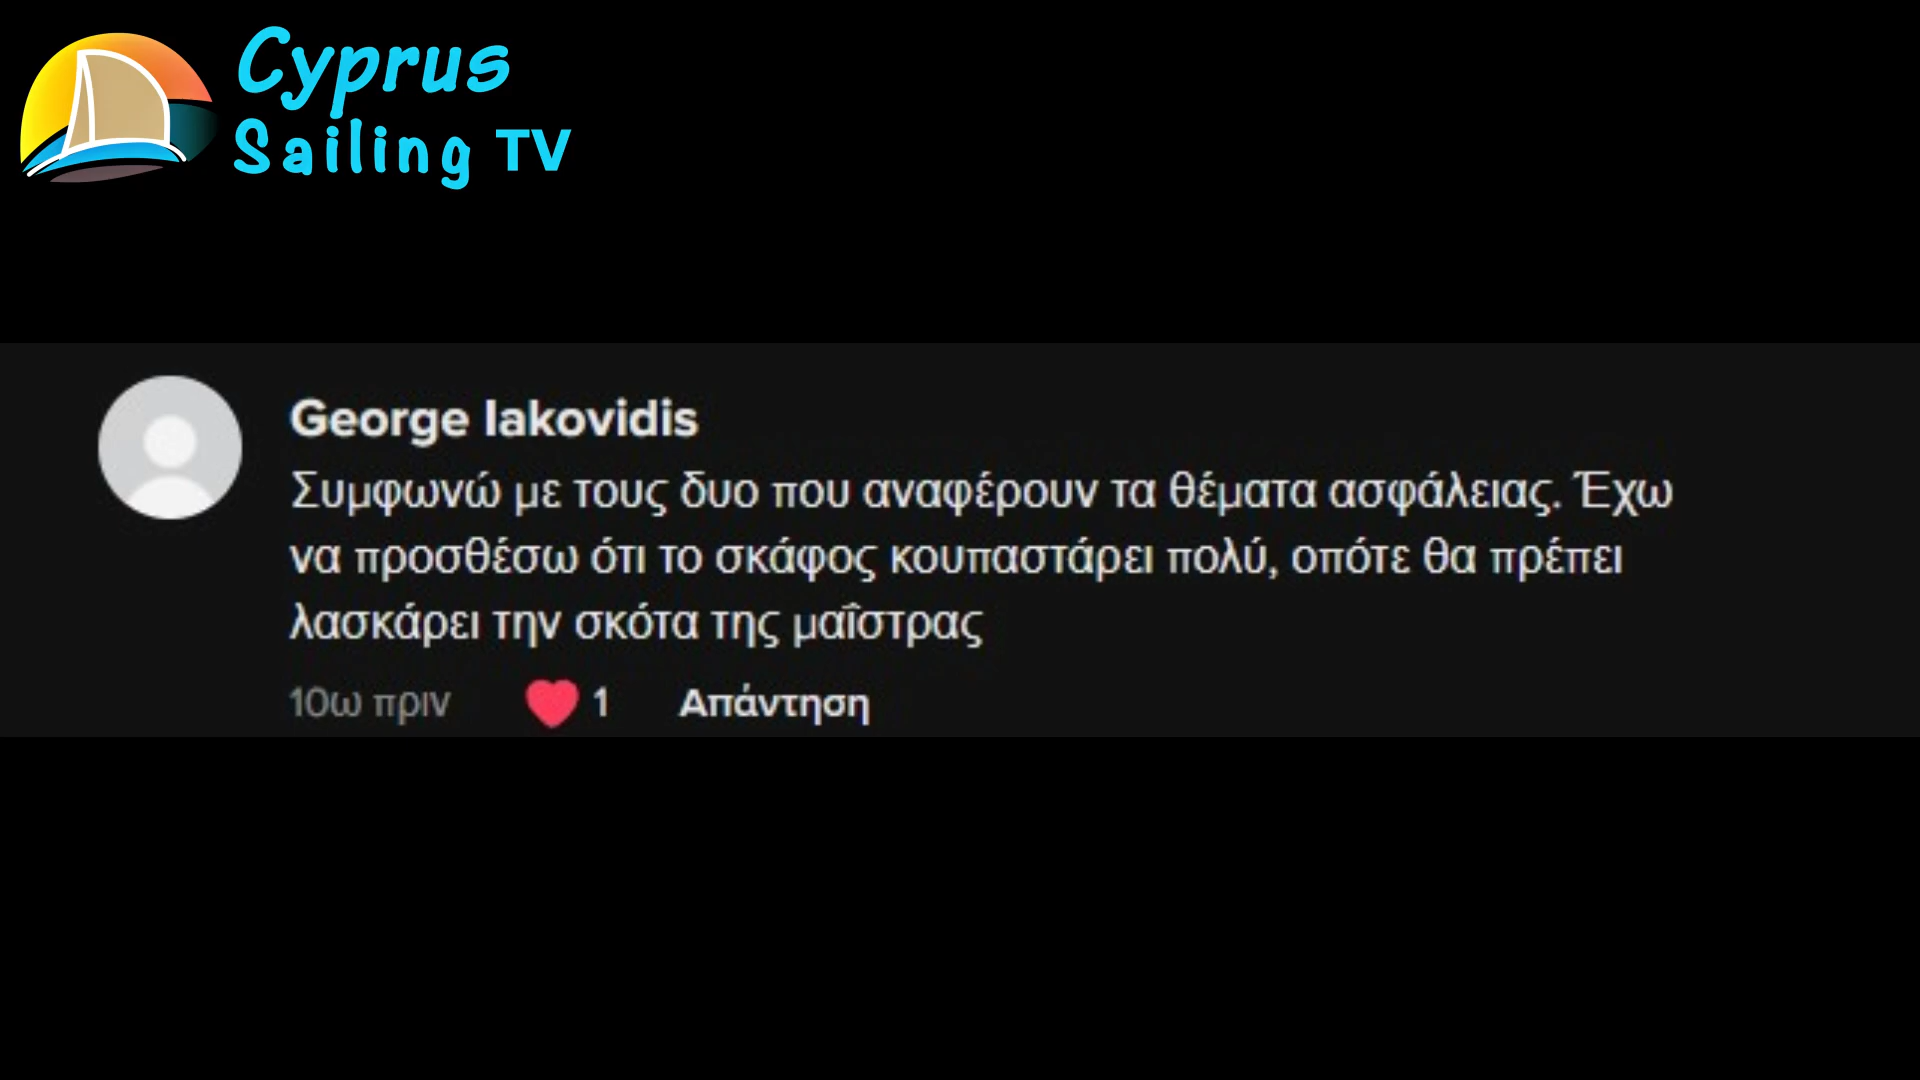 Cyprus
Sailing TV
George Iakovidis
Συμφωνώ με τους δυο που αναφέρουν τα θέματα ασφάλειας. Έχω
να προσθέσω ότι το σκάφος κουπαστάρει πολύ, οπότε θα πρέπει
λασκάρει την σκότα της μαΐστρας
10ω πριν 1 Απάντηση